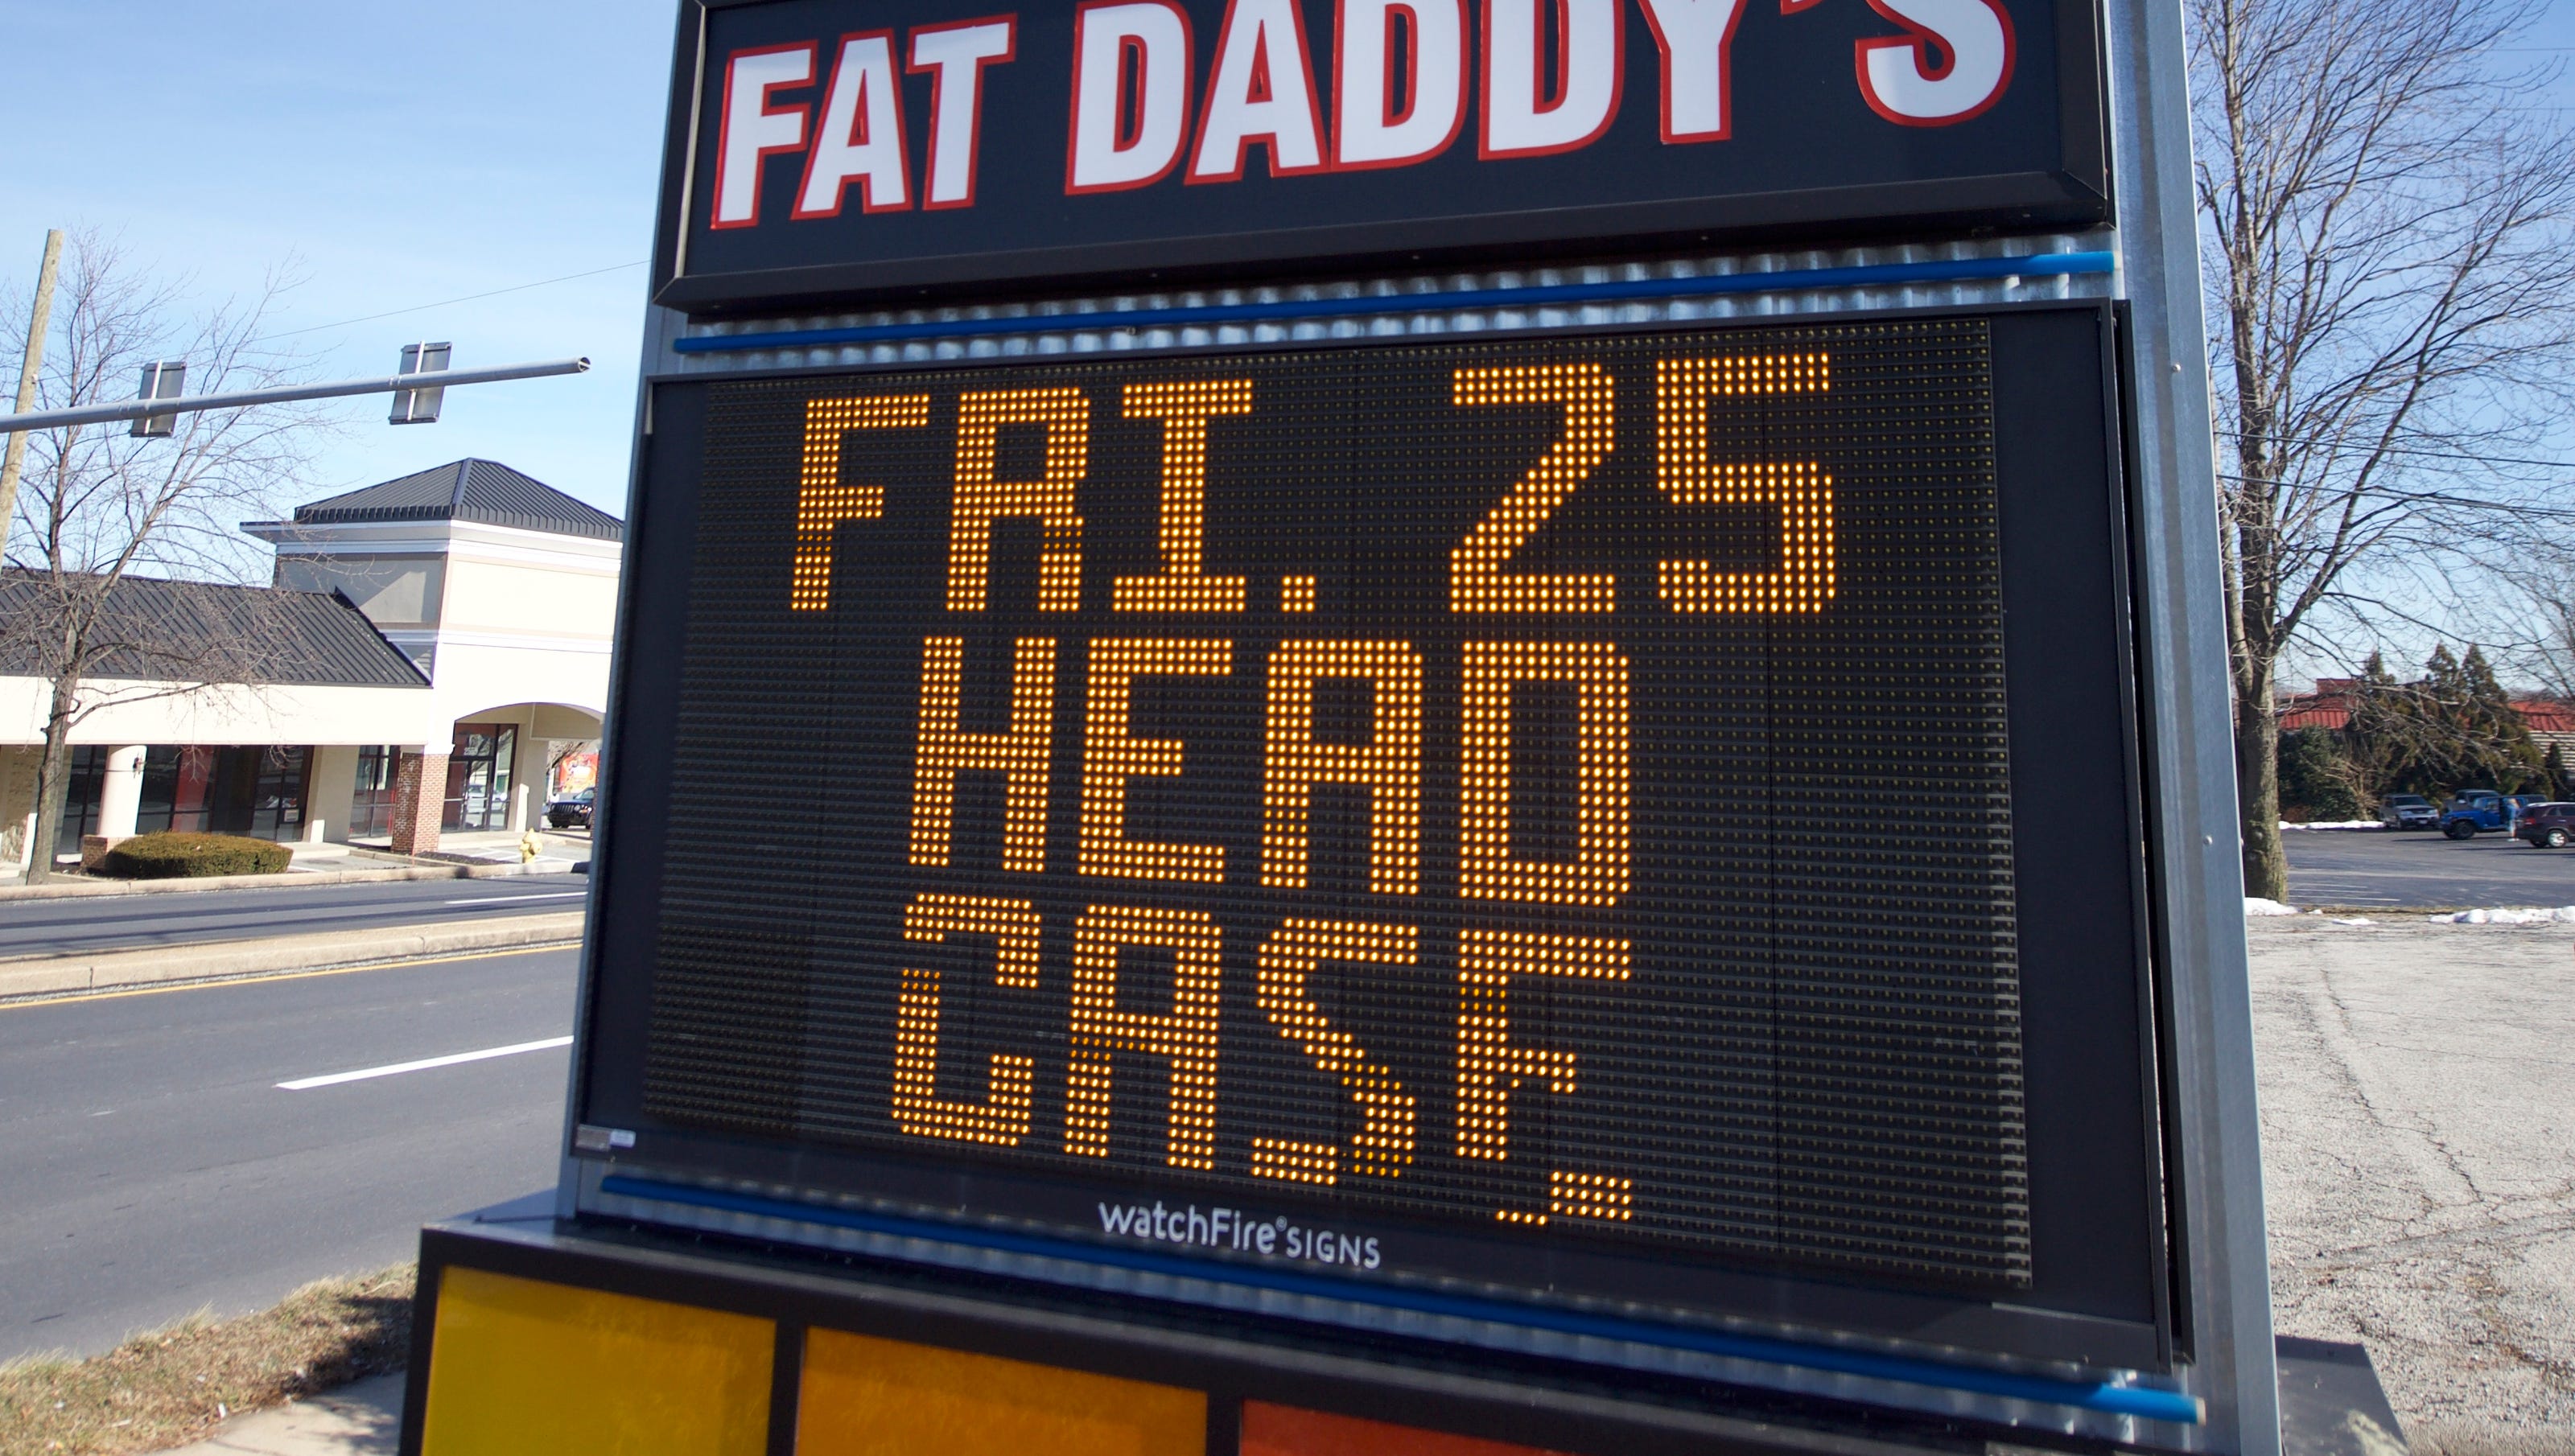 FAT DADDY'S
FRI. 25
HEAD
CASE
watchFire® SIGNS